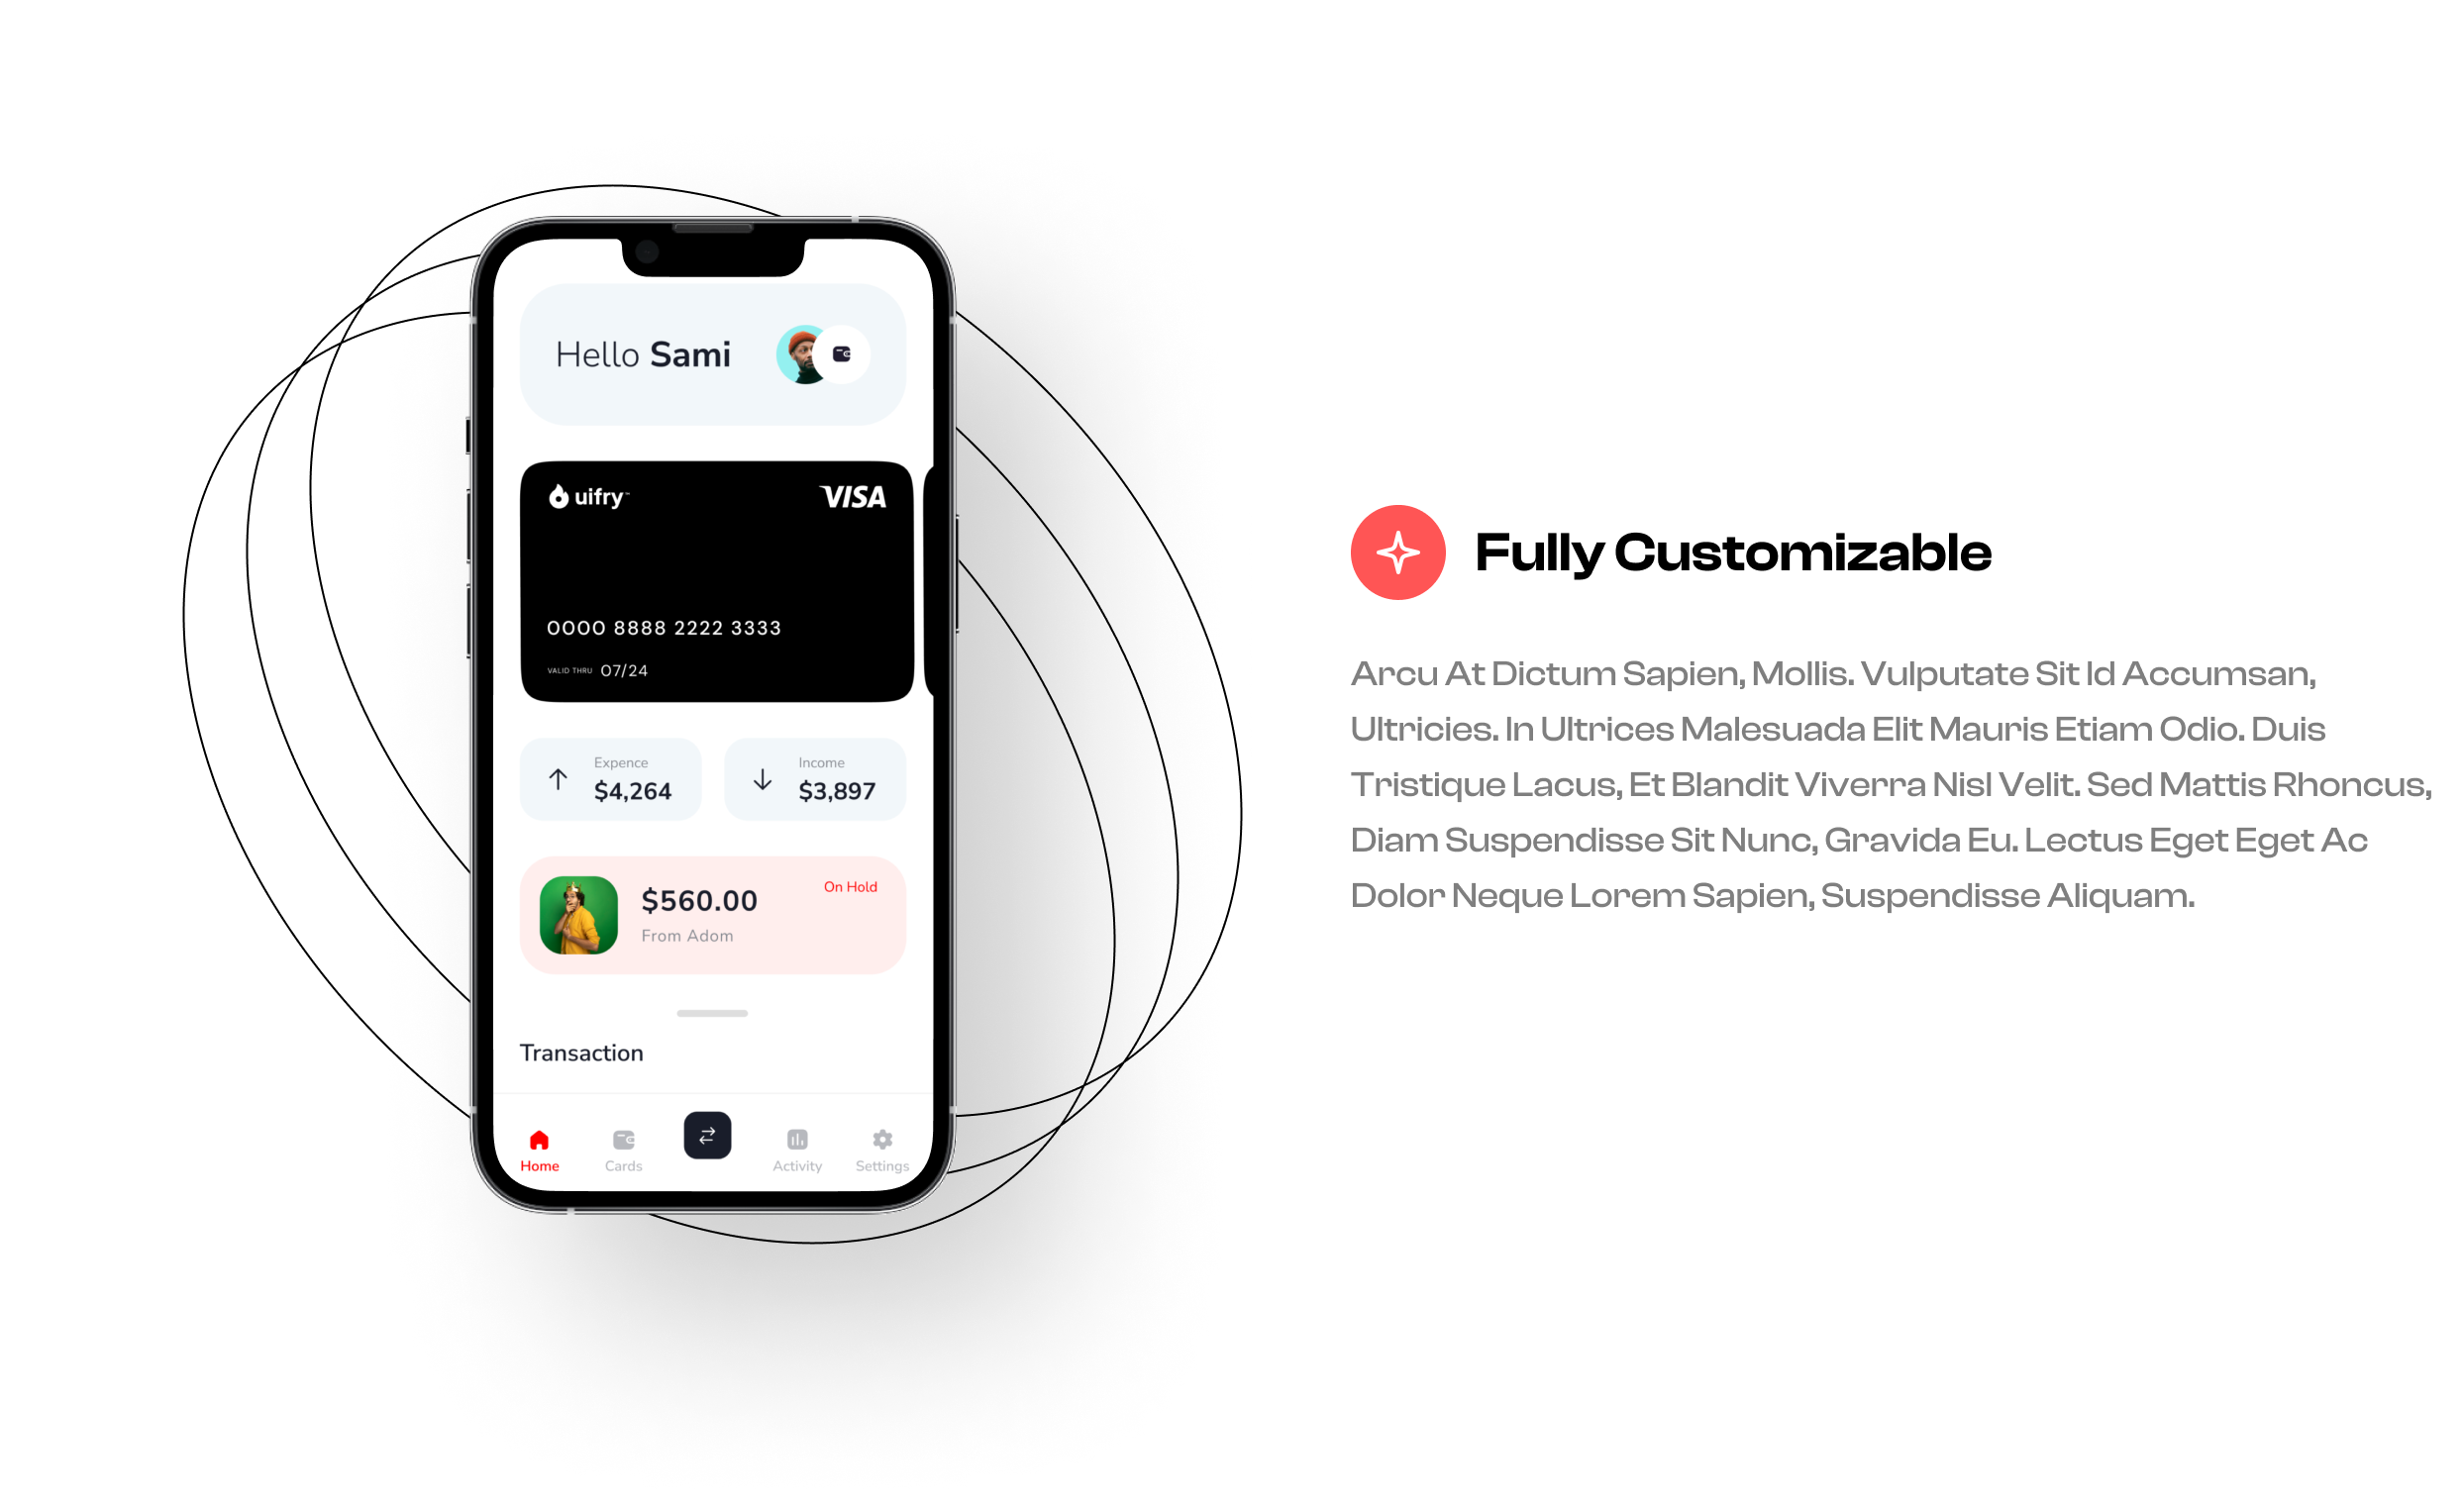 Hello Sami
uifry™
VISA
0000 8888 2222 3333
VALID THRU 07/24
Expence
$4,264
Income
$3,897
$560.00
On Hold
From Adom
Transaction
Home
Cards
Activity
Settings
Fully Customizable
Arcu At Dictum Sapien, Mollis. Vulputate Sit Id Accumsan,
Ultricies. In Ultrices Malesuada Elit Mauris Etiam Odio. Duis
Tristique Lacus, Et Blandit Viverra Nisl Velit. Sed Mattis Rhoncus,
Diam Suspendisse Sit Nunc, Gravida Eu. Lectus Eget Eget Ac
Dolor Neque Lorem Sapien, Suspendisse Aliquam.